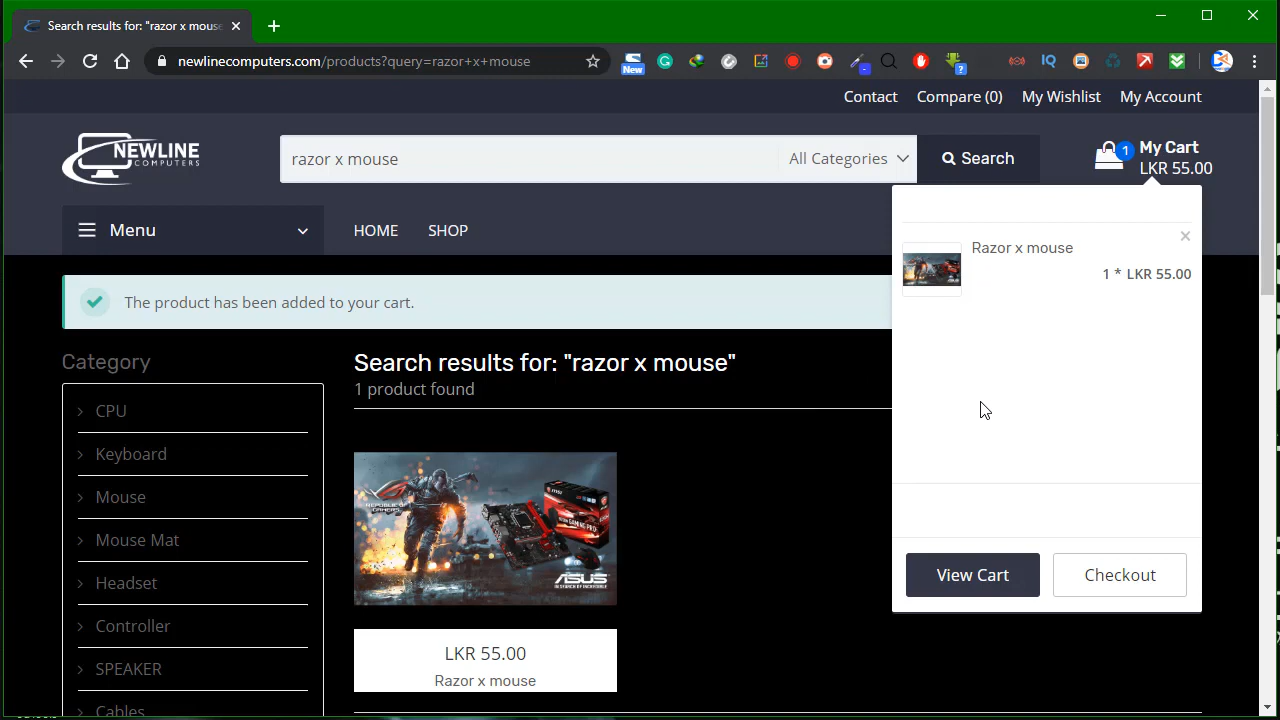 Search results for: "razor x mouse
newlinecomputers.com/products?query=razor+x+mouse
New
IQ
?
Contact
Compare (0)
My Wishlist
My Account
NEWLINE
COMPUTERS
razor x mouse
All Categories
Search
1
My Cart
LKR 55.00
Menu
HOME
SHOP
Razor x mouse
1 * LKR 55.00
View Cart
Checkout
The product has been added to your cart.
Category
CPU
Keyboard
Mouse
Mouse Mat
Headset
Controller
SPEAKER
Cables
Search results for: "razor x mouse"
1 product found
REPUBLIC OF
GAMERS
ASUS
LKR 55.00
Razor x mouse